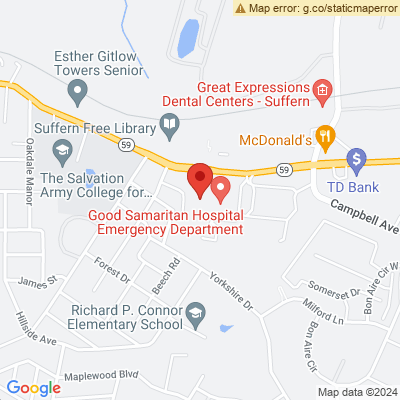 Map error: g.co/staticmaperror
Esther Gitlow
Towers Senior
Great Expressions
Dental Centers - Suffern
Suffern Free Library
McDonald's
59
Oakdale Manor
The Salvation
Army College for...
59
TD Bank
Good Samaritan Hospital
Emergency Department
Campbell Ave
Forest Dr
Beech Rd
James St
Yorkshire Dr
Somerset Dr
Bon Aire Cir W
Hillside Ave
Richard P. Connor
Elementary School
Milford Ln
Bon Aire Cir
Maplewood Blvd
Google
Map data ©2024